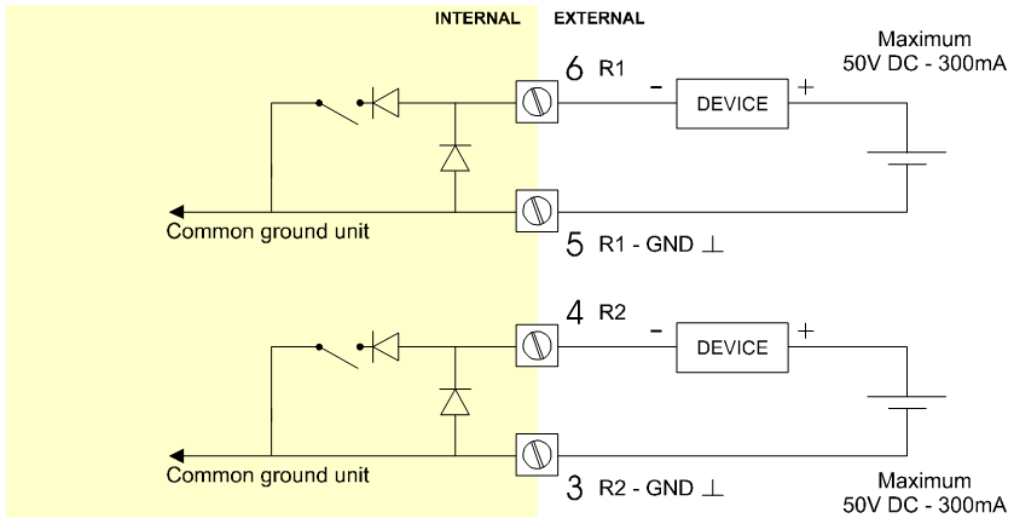 INTERNAL EXTERNAL
Maximum
50V DC - 300mA
6 R1
- DEVICE +
Common ground unit
5 R1 - GND ⊥
4 R2
- DEVICE +
Common ground unit
3 R2 - GND ⊥
Maximum
50V DC - 300mA